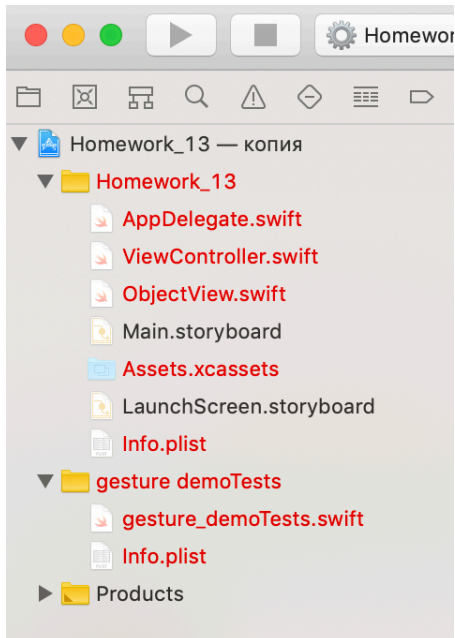 Homewor
Homework_13 — копия
Homework_13
AppDelegate.swift
ViewController.swift
ObjectView.swift
Main.storyboard
Assets.xcassets
LaunchScreen.storyboard
Info.plist
gesture demoTests
gesture_demoTests.swift
Info.plist
Products